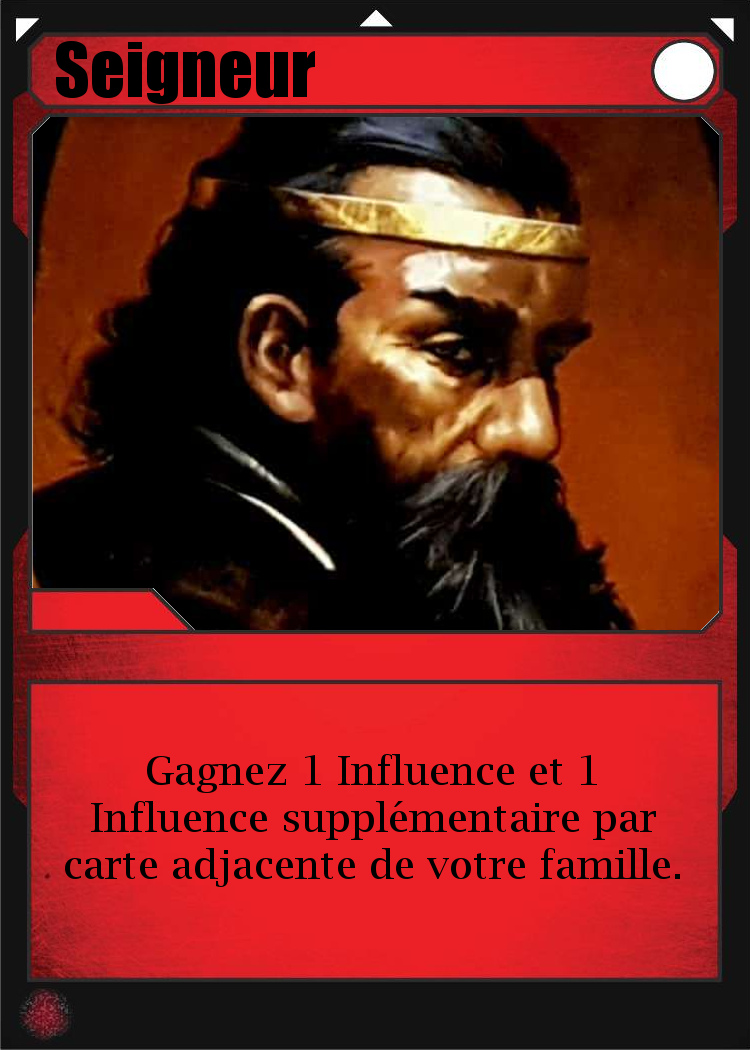 Seigneur
Gagnez 1 Influence et 1
Influence supplémentaire par
carte adjacente de votre famille.